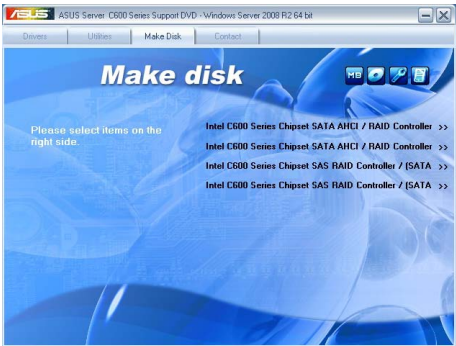 ASUS ASUS Server C600 Series Support DVD - Windows Server 2008 R2 64 bit
Drivers Utilities Make Disk Contact
Make disk
MB
Please select items on the
right side.
Intel C600 Series Chipset SATA AHCI / RAID Controller >>
Intel C600 Series Chipset SATA AHCI / RAID Controller >>
Intel C600 Series Chipset SAS RAID Controller / (SATA >>
Intel C600 Series Chipset SAS RAID Controller / (SATA >>